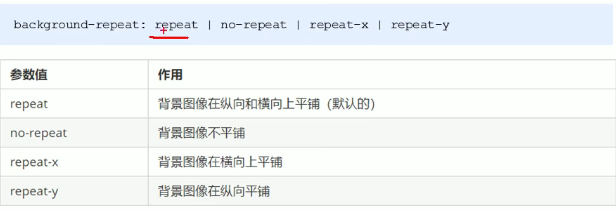 background-repeat: repeat | no-repeat | repeat-x | repeat-y
参数值 作用
repeat 背景图像在纵向和横向上平铺（默认的）
no-repeat 背景图像不平铺
repeat-x 背景图像在横向上平铺
repeat-y 背景图像在纵向平铺